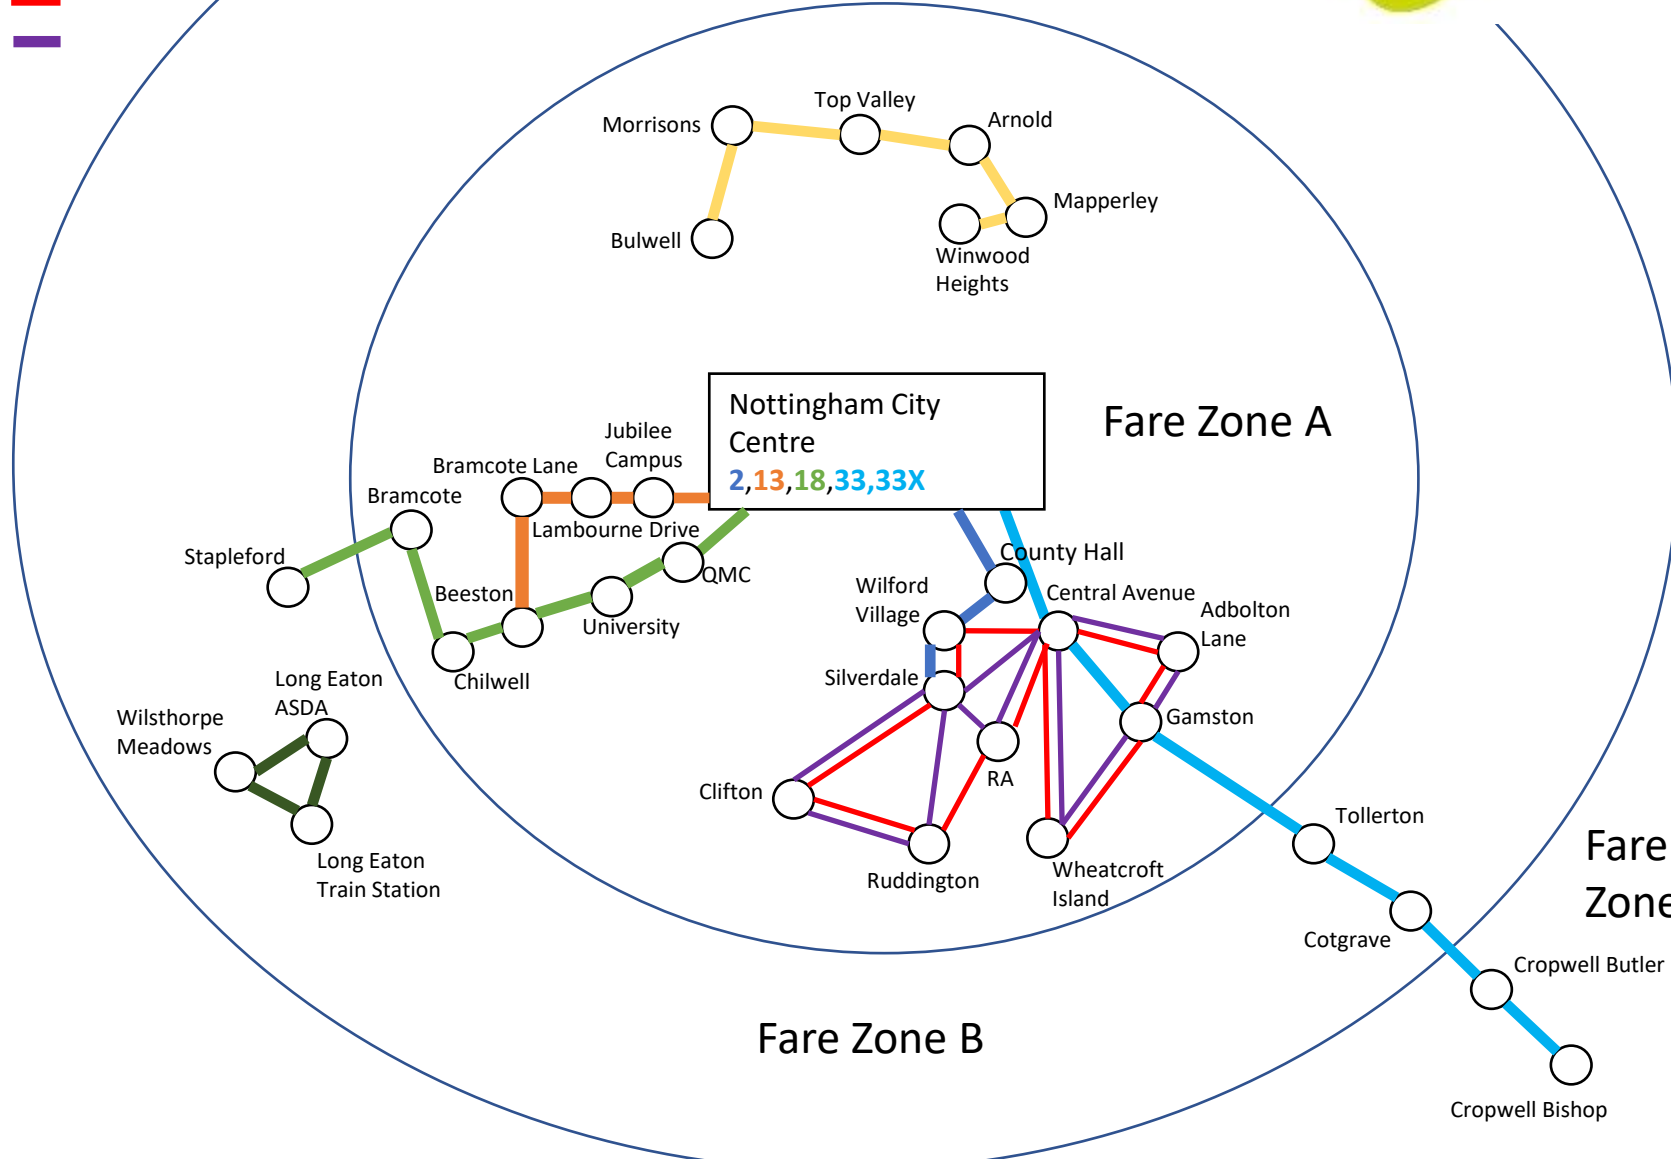 Top Valley
Morrisons
Arnold
Mapperley
Bulwell
Winwood
Heights
Nottingham City
Centre
2,13,18,33,33X
Fare Zone A
Jubilee
Campus
Bramcote Lane
Bramcote
Lambourne Drive
Stapleford
QMC
County Hall
Wilford
Village
Central Avenue
Adbolton
Lane
Beeston
University
Silverdale
Chilwell
Long Eaton
ASDA
Wilsthorpe
Meadows
Gamston
RA
Clifton
Tollerton
Long Eaton
Train Station
Ruddington
Wheatcroft
Island
Fare
Zone
Cotgrave
Cropwell Butler
Fare Zone B
Cropwell Bishop